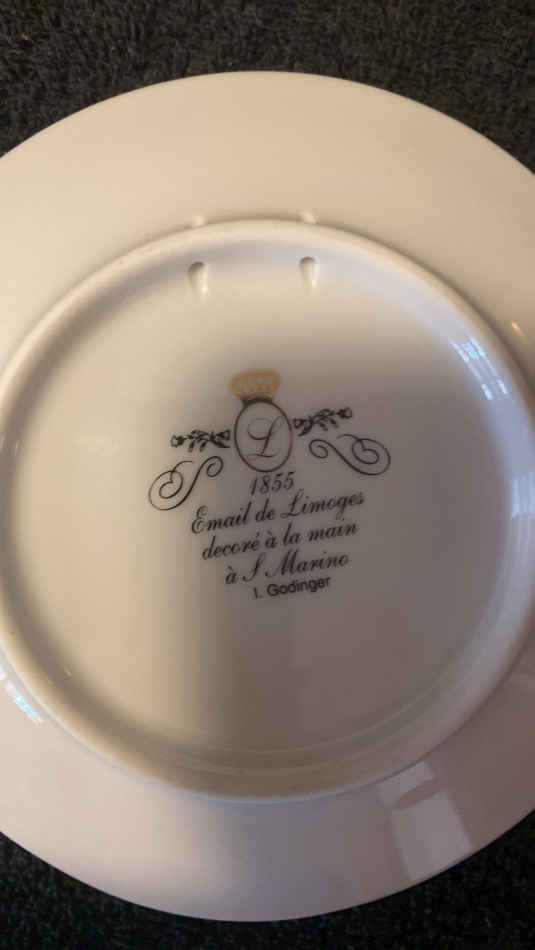 L
1855
Email de Limoges
decoré à la main
à S Marino
I. Godinger